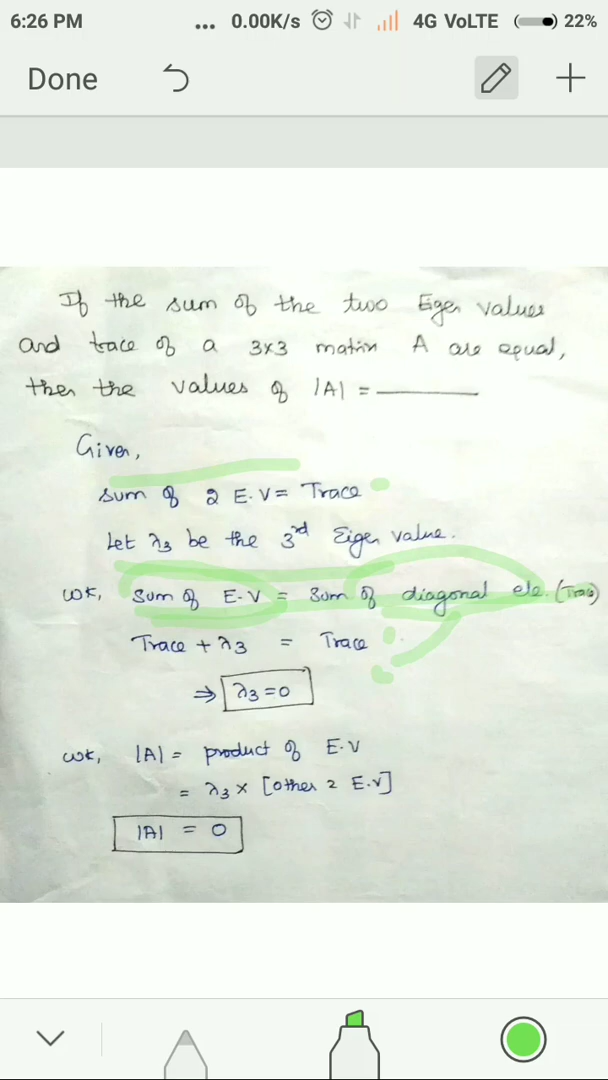 6:26 PM ... 0.00K/s 4G VoLTE 22%
Done
If the sum of the two Eigen values
and trace of a 3x3 matrix A are equal,
then the values of |A| =
Given,
Sum of 2 E.V = Trace
Let λ3 be the 3rd Eigen value.
WK, Sum of E.V = Sum of diagonal ele. (Trace)
Trace + λ3 = Trace
⇒ λ3 = 0
WK, |A| = product of E.V
= λ3 x [other 2 E.V]
|A| = 0